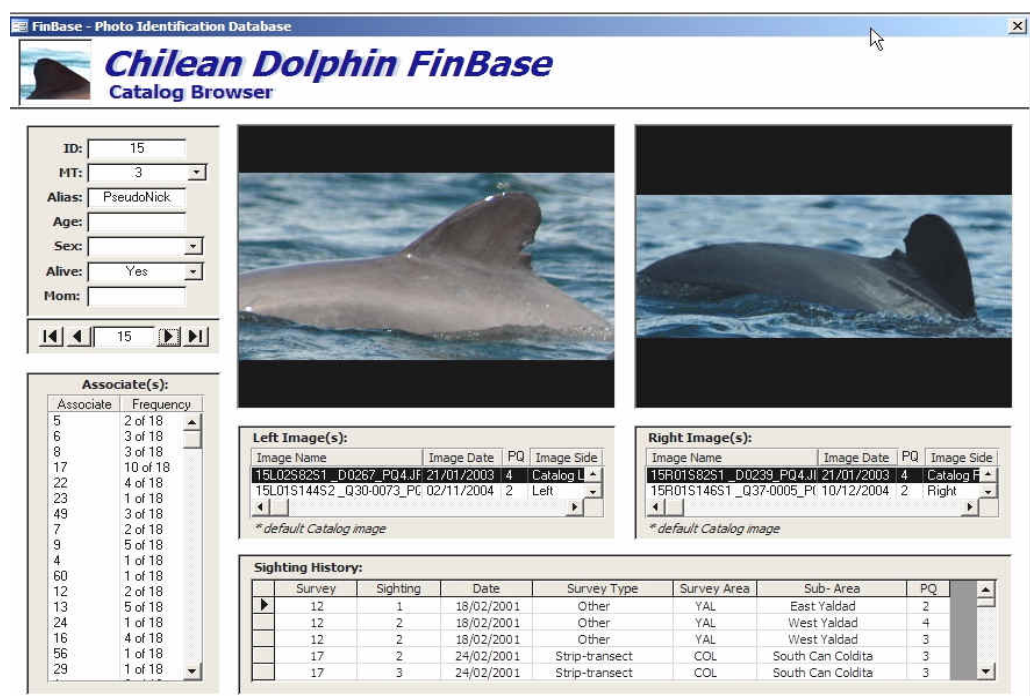 FinBase - Photo Identification Database
Chilean Dolphin FinBase
Catalog Browser
ID: 15
MT: 3
Alias: PseudoNick
Age:
Sex:
Alive: Yes
Mom:
15
Associate(s):
Associate Frequency
5 2 of 18
6 3 of 18
8 3 of 18
17 10 of 18
22 4 of 18
23 1 of 18
49 3 of 18
7 2 of 18
9 5 of 18
4 1 of 18
60 1 of 18
12 2 of 18
13 5 of 18
24 1 of 18
16 4 of 18
56 1 of 18
29 1 of 18
Left Image(s):
Image Name Image Date PQ Image Side
15L02S82S1 _D0267_PQ4.JF 21/01/2003 4 Catalog L
15L01S144S2 _Q30-0073_PC 02/11/2004 2 Left
* default Catalog image
Right Image(s):
Image Name Image Date PQ Image Side
15R01S82S1 _D0239_PQ4.JI 21/01/2003 4 Catalog F
15R01S146S1 _Q37-0005_P( 10/12/2004 2 Right
* default Catalog image
Sighting History:
Survey Sighting Date Survey Type Survey Area Sub- Area PQ
12 1 18/02/2001 Other YAL East Yaldad 2
12 2 18/02/2001 Other YAL West Yaldad 4
12 2 18/02/2001 Other YAL West Yaldad 3
17 2 24/02/2001 Strip-transect COL South Can Coldita 3
17 3 24/02/2001 Strip-transect COL South Can Coldita 3